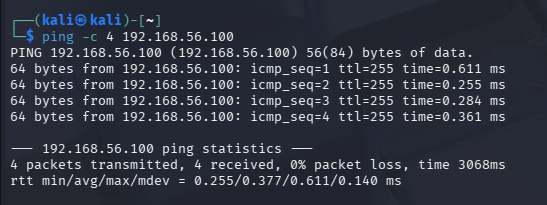 ┌──(kali㉿kali)-[~]
└─$ ping -c 4 192.168.56.100
PING 192.168.56.100 (192.168.56.100) 56(84) bytes of data.
64 bytes from 192.168.56.100: icmp_seq=1 ttl=255 time=0.611 ms
64 bytes from 192.168.56.100: icmp_seq=2 ttl=255 time=0.255 ms
64 bytes from 192.168.56.100: icmp_seq=3 ttl=255 time=0.284 ms
64 bytes from 192.168.56.100: icmp_seq=4 ttl=255 time=0.361 ms
--- 192.168.56.100 ping statistics ---
4 packets transmitted, 4 received, 0% packet loss, time 3068ms
rtt min/avg/max/mdev = 0.255/0.377/0.611/0.140 ms